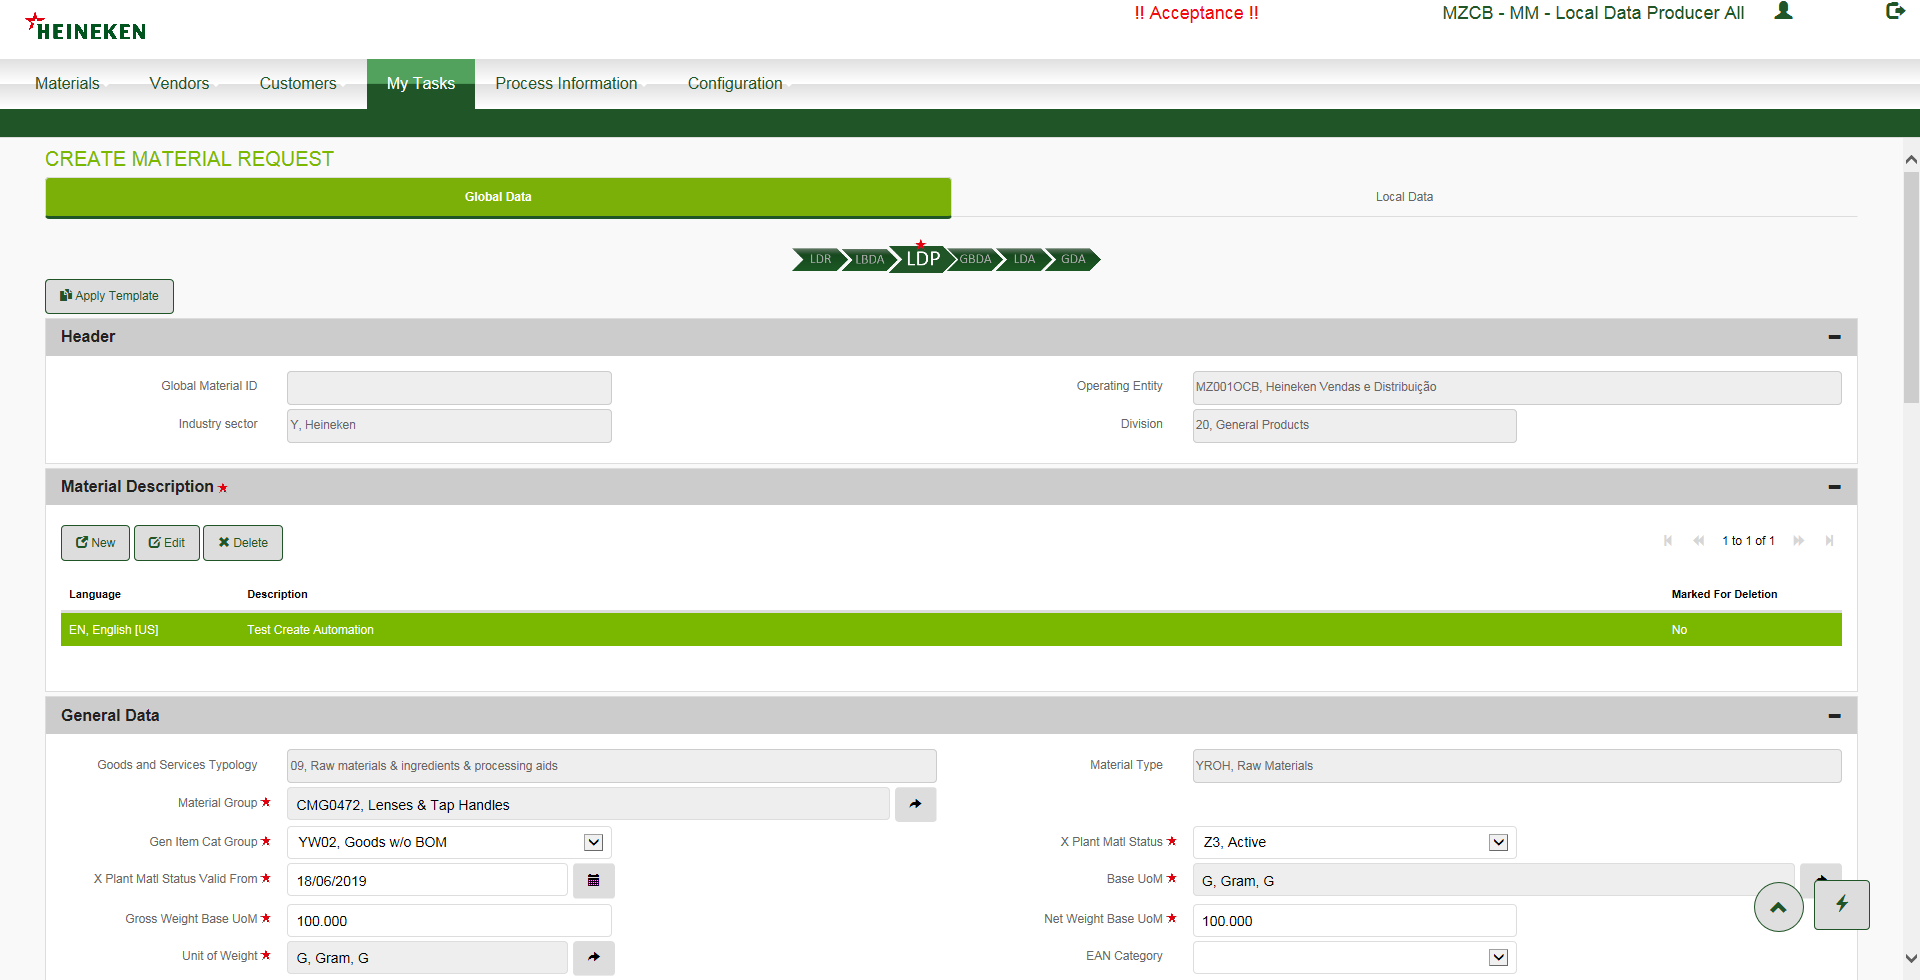 HEINEKEN
!! Acceptance !!
MZCB - MM - Local Data Producer All
Materials
Vendors
Customers
My Tasks
Process Information
Configuration
CREATE MATERIAL REQUEST
Global Data
Local Data
LDR
LBDA
LDP
GBDA
LDA
GDA
Apply Template
Header
Global Material ID
Operating Entity
MZ001OCB, Heineken Vendas e Distribuição
Industry sector
Y, Heineken
Division
20, General Products
Material Description
New
Edit
Delete
1 to 1 of 1
Language
Description
Marked For Deletion
EN, English [US]
Test Create Automation
No
General Data
Goods and Services Typology
09, Raw materials & ingredients & processing aids
Material Type
YROH, Raw Materials
Material Group
CMG0472, Lenses & Tap Handles
Gen Item Cat Group
YW02, Goods w/o BOM
X Plant Matl Status
Z3, Active
X Plant Matl Status Valid From
18/06/2019
Base UoM
G, Gram, G
Gross Weight Base UoM
100.000
Net Weight Base UoM
100.000
Unit of Weight
G, Gram, G
EAN Category